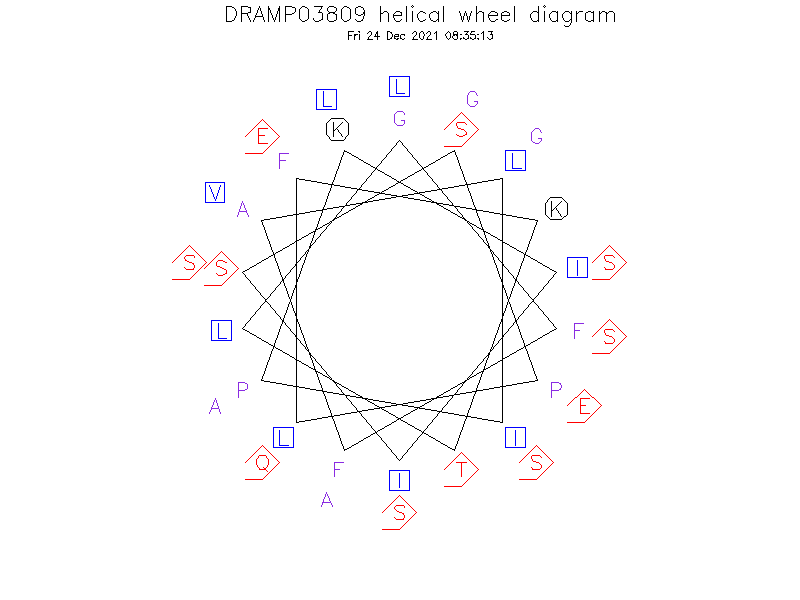 DRAMP03809 helical wheel diagram
Fri 24 Dec 2021 08:35:13
L
L G
K G S G
E F L
V A K
S S I S
L F S
A P P E
L I
Q F I T S
A S